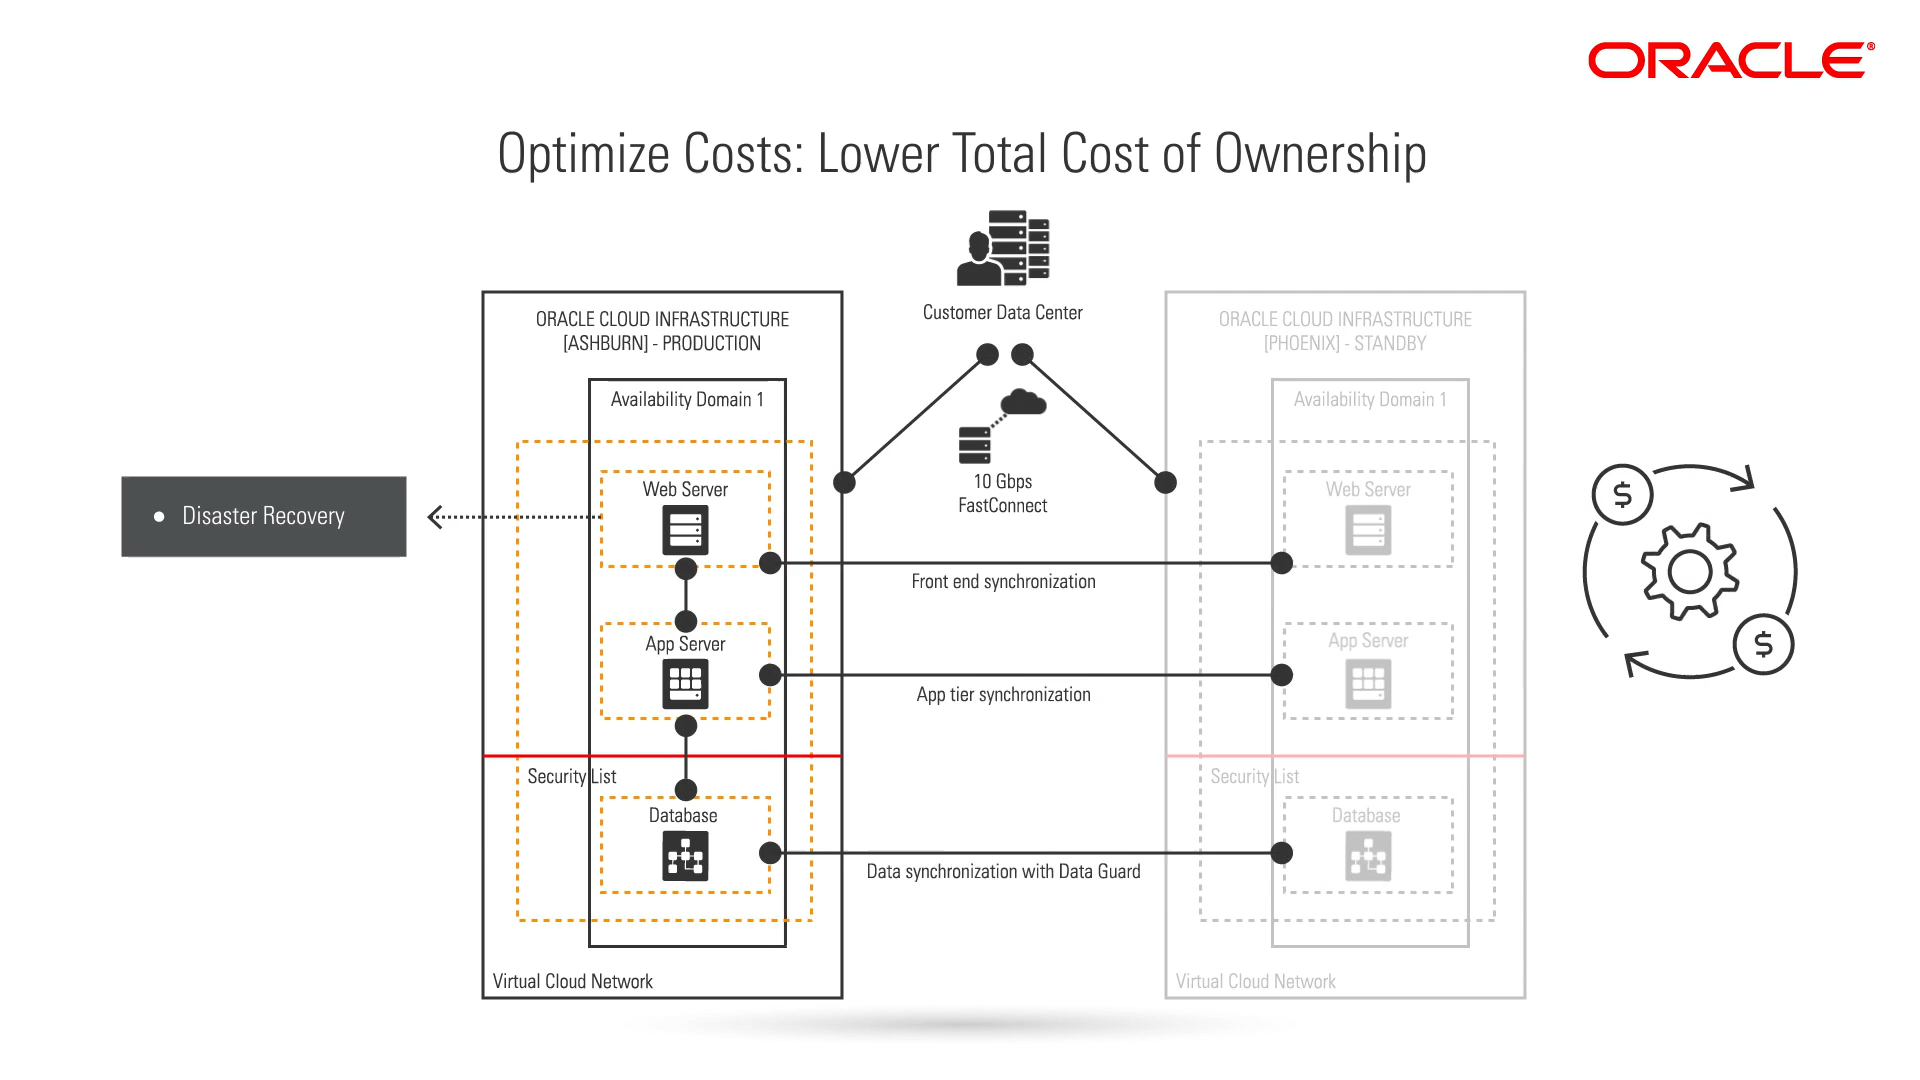 ORACLE®
Optimize Costs: Lower Total Cost of Ownership
Customer Data Center
ORACLE CLOUD INFRASTRUCTURE
[ASHBURN] - PRODUCTION
Availability Domain 1
Web Server
App Server
Security List
Database
Virtual Cloud Network
Disaster Recovery
10 Gbps
FastConnect
Front end synchronization
App tier synchronization
Data synchronization with Data Guard
ORACLE CLOUD INFRASTRUCTURE
[PHOENIX] - STANDBY
Availability Domain 1
Web Server
App Server
Security List
Database
Virtual Cloud Network
$
$